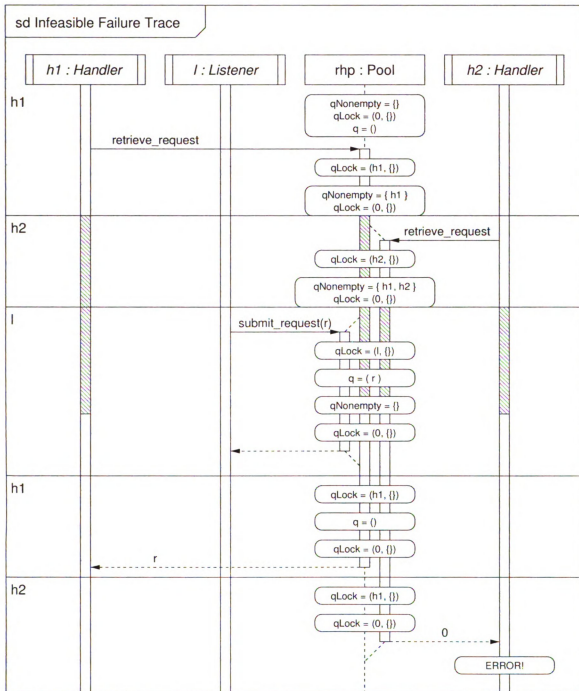 sd Infeasible Failure Trace
h1 : Handler
l : Listener
rhp : Pool
h2 : Handler
h1
qNonempty = {}
qLock = (0, {})
q = ()
retrieve_request
qLock = (h1, {})
qNonempty = { h1 }
qLock = (0, {})
h2
retrieve_request
qLock = (h2, {})
qNonempty = { h1, h2 }
qLock = (0, {})
l
submit_request(r)
qLock = (l, {})
q = ( r )
qNonempty = {}
qLock = (0, {})
h1
qLock = (h1, {})
q = ()
qLock = (0, {})
r
h2
qLock = (h1, {})
qLock = (0, {})
0
ERROR!